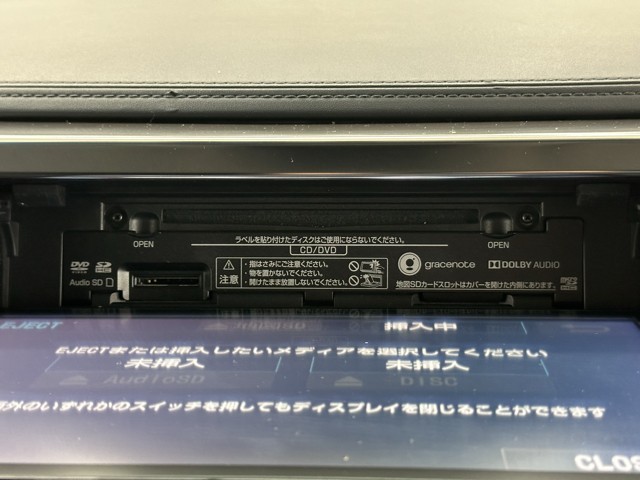 OPEN
OPEN
ラベルを貼り付けたディスクはご使用にならないでください。
CD/DVD
DVD
Audio SD
注意
・指はさみにご注意ください。
・物を置かないでください。
・開けたまま放置しないでください。
gracenote
DOLBY AUDIO
地図SDカードスロットはカバーを開けた内側にあります。
EJECT
AudioSD
挿入中
EJECTまたは挿入したいメディアを選択してください
未挿入
未挿入
AudioSD
DISC
外のいずれかのスイッチを押してもディスプレイを閉じることができます